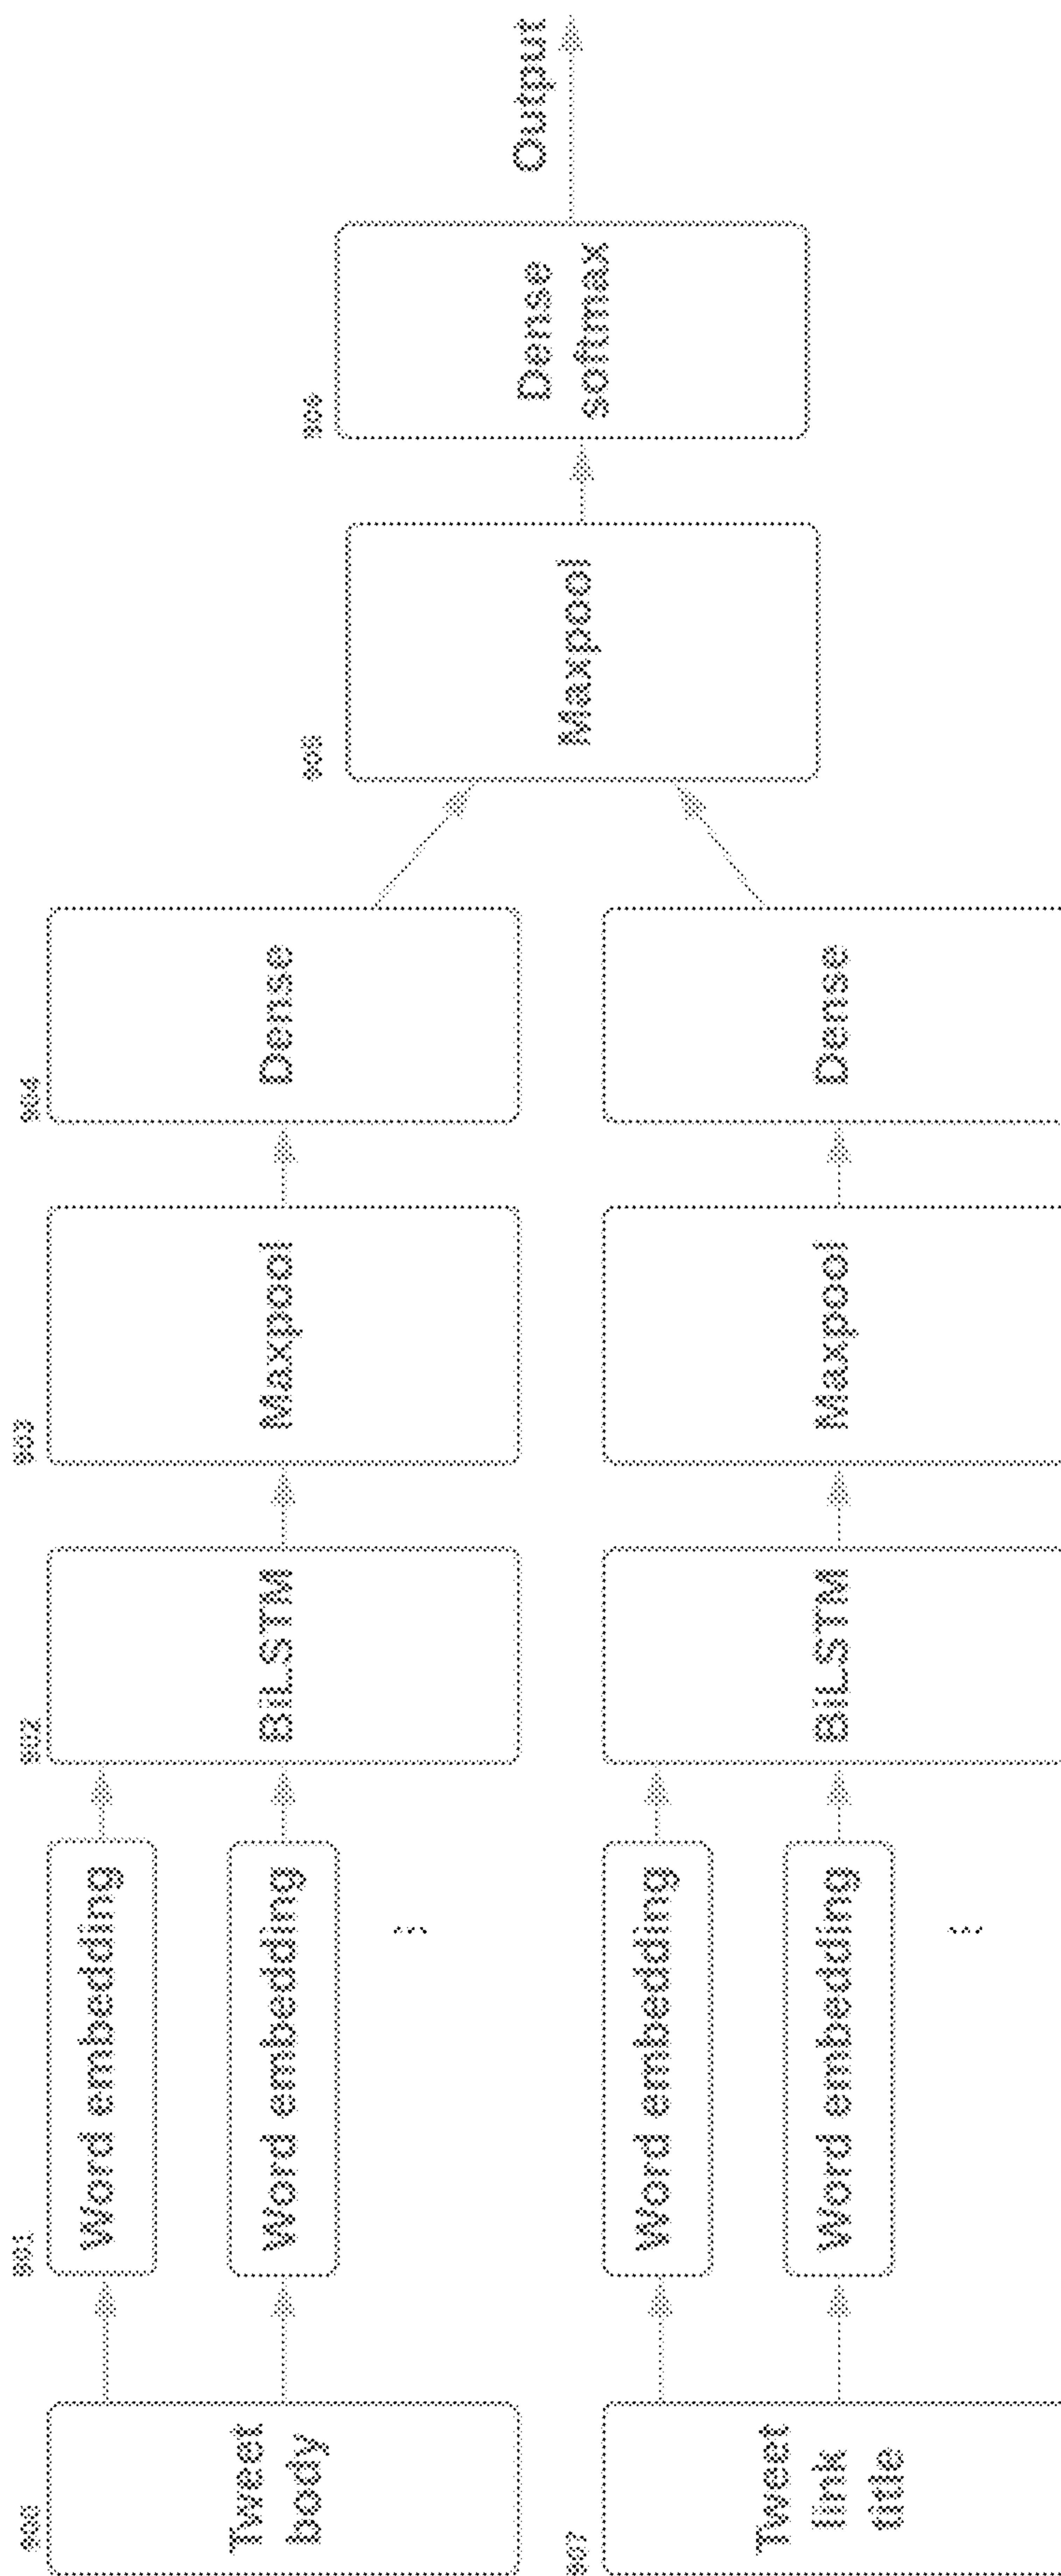 Tweet
body
Word embedding
Word embedding
...
BiLSTM
Maxpool
Dense
Tweet
link
title
Word embedding
Word embedding
...
BiLSTM
Maxpool
Dense
Maxpool
Dense
softmax
Output